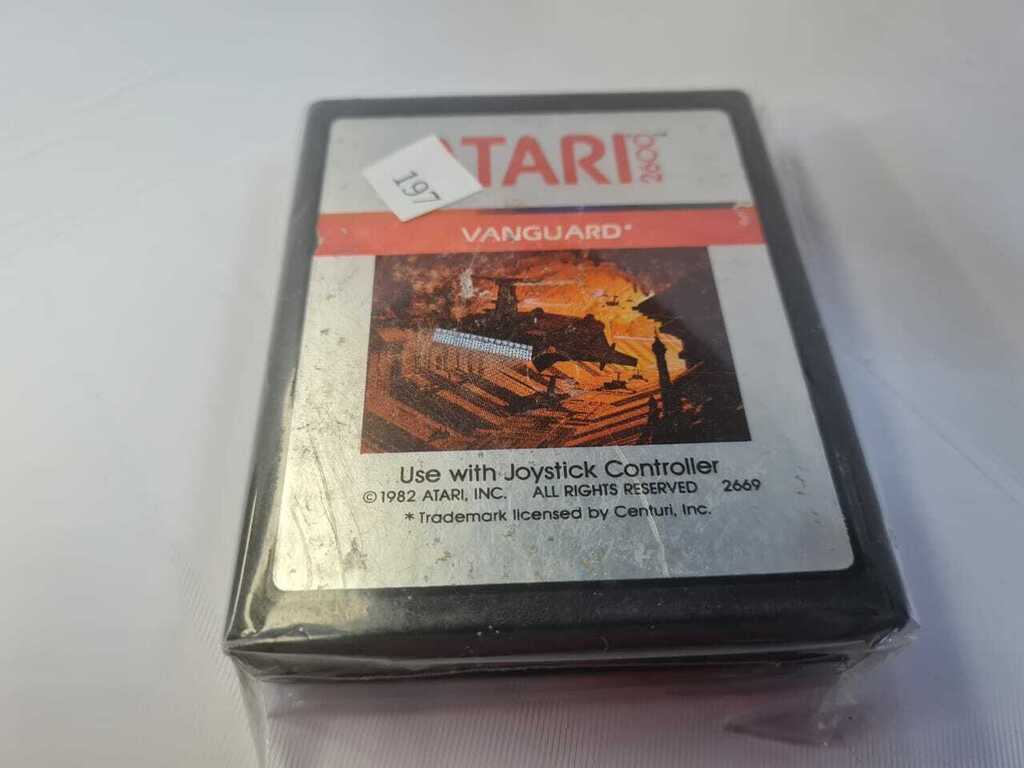 ATARI 2600
197
VANGUARD*
Use with Joystick Controller
© 1982 ATARI, INC. ALL RIGHTS RESERVED 2669
* Trademark licensed by Centuri, Inc.